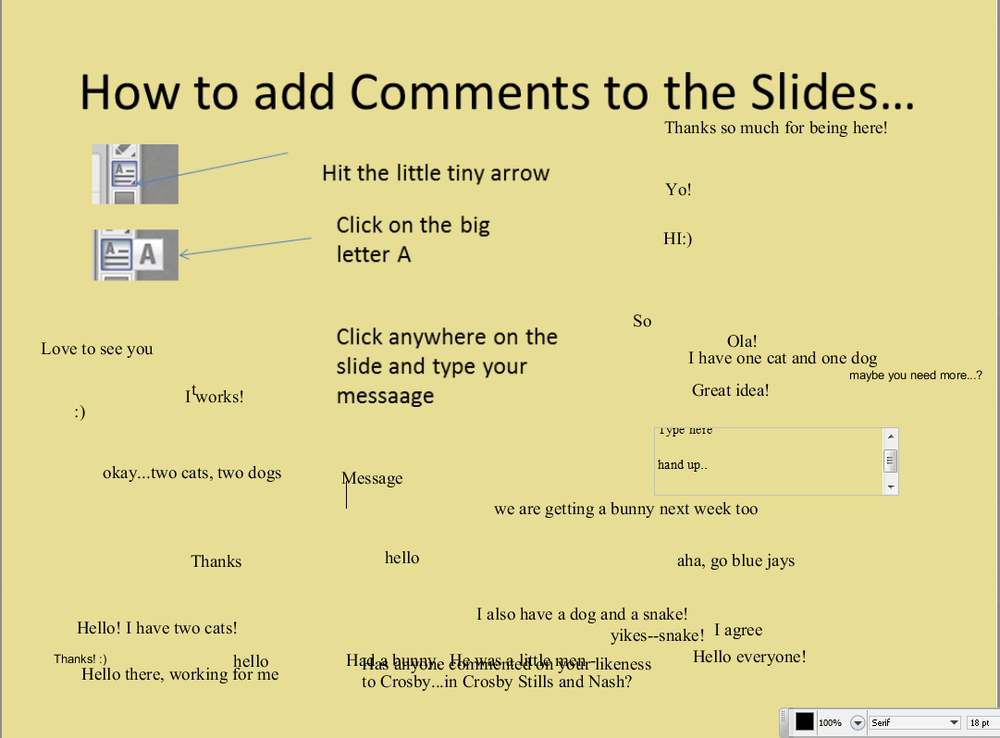 How to add Comments to the Slides...
Thanks so much for being here!
Hit the little tiny arrow
Yo!
Click on the big
letter A
HI:)
A
So
Click anywhere on the
slide and type your
messaage
Ola!
Love to see you
I have one cat and one dog
maybe you need more...?
Great idea!
I works!
t
:)
Type here
hand up..
okay...two cats, two dogs
Message
we are getting a bunny next week too
Thanks
hello
aha, go blue jays
I also have a dog and a snake!
Hello! I have two cats!
yikes--snake!
I agree
Thanks! :)
hello
Had a bunny. He was a little men--
Has anyone commented on your likeness
to Crosby...in Crosby Stills and Nash?
Hello everyone!
Hello there, working for me
100%
Serif
18 pt